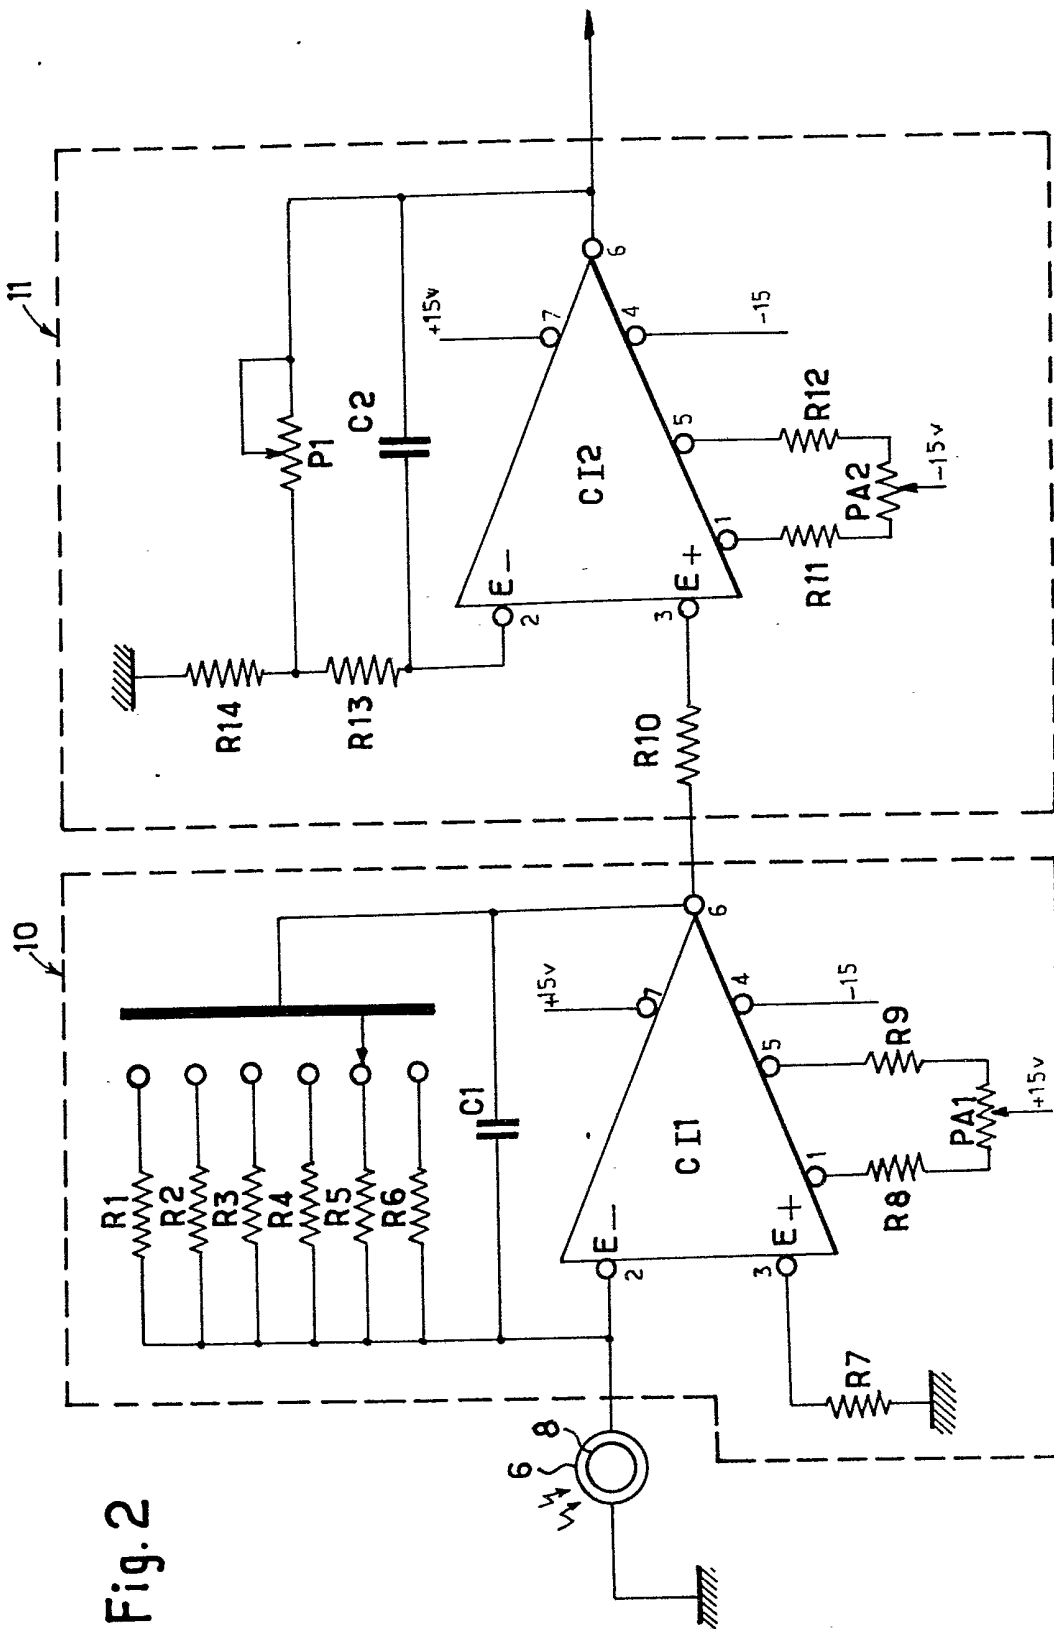 Fig.2
10
11
R1
R2
R3
R4
R5
R6
C1
+15v
7
6
8
6
2
E-
CI1
E+
3
4
-15
5
1
R7
R8
R9
PA1
+15v
R14
R13
R10
P1
C2
+15v
7
6
2
E-
CI2
E+
3
4
-15
5
1
R11
R12
PA2
-15v